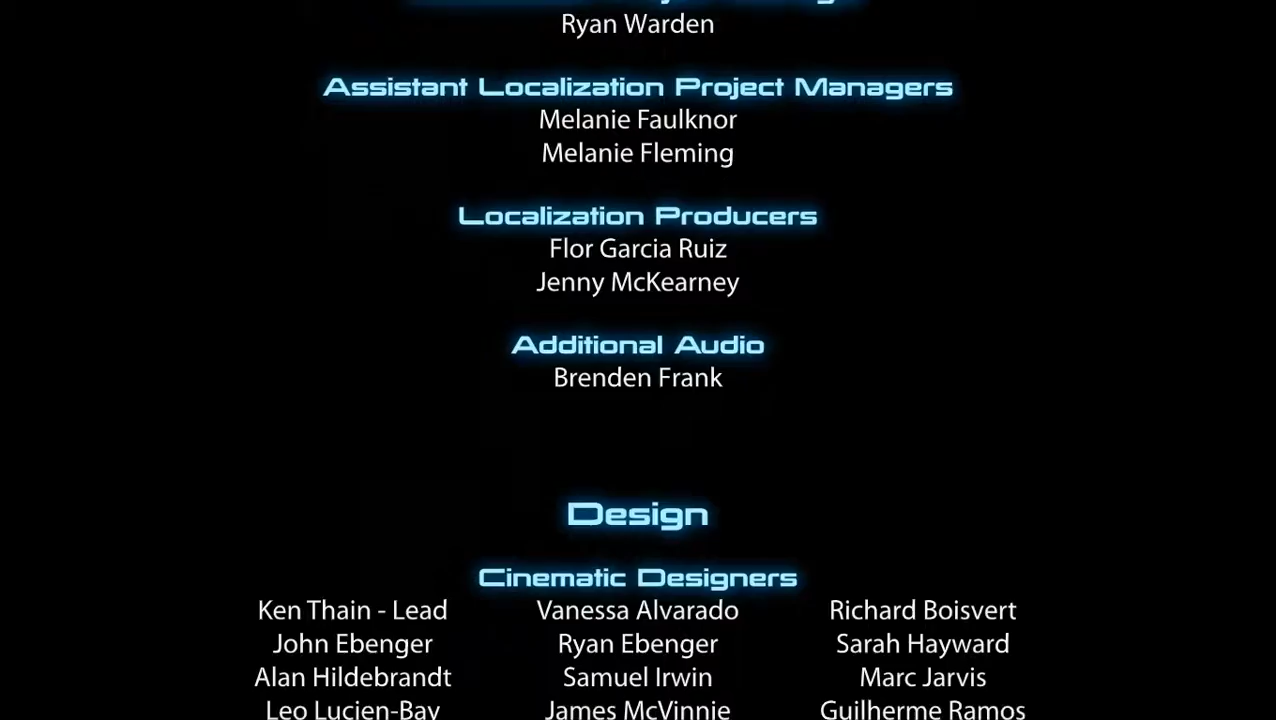 Ryan Warden
Assistant Localization Project Managers
Melanie Faulknor
Melanie Fleming
Localization Producers
Flor Garcia Ruiz
Jenny McKearney
Additional Audio
Brenden Frank
Design
Cinematic Designers
Ken Thain - Lead Vanessa Alvarado Richard Boisvert
John Ebenger Ryan Ebenger Sarah Hayward
Alan Hildebrandt Samuel Irwin Marc Jarvis
Leo Lucien-Bay James McVinnie Guilherme Ramos